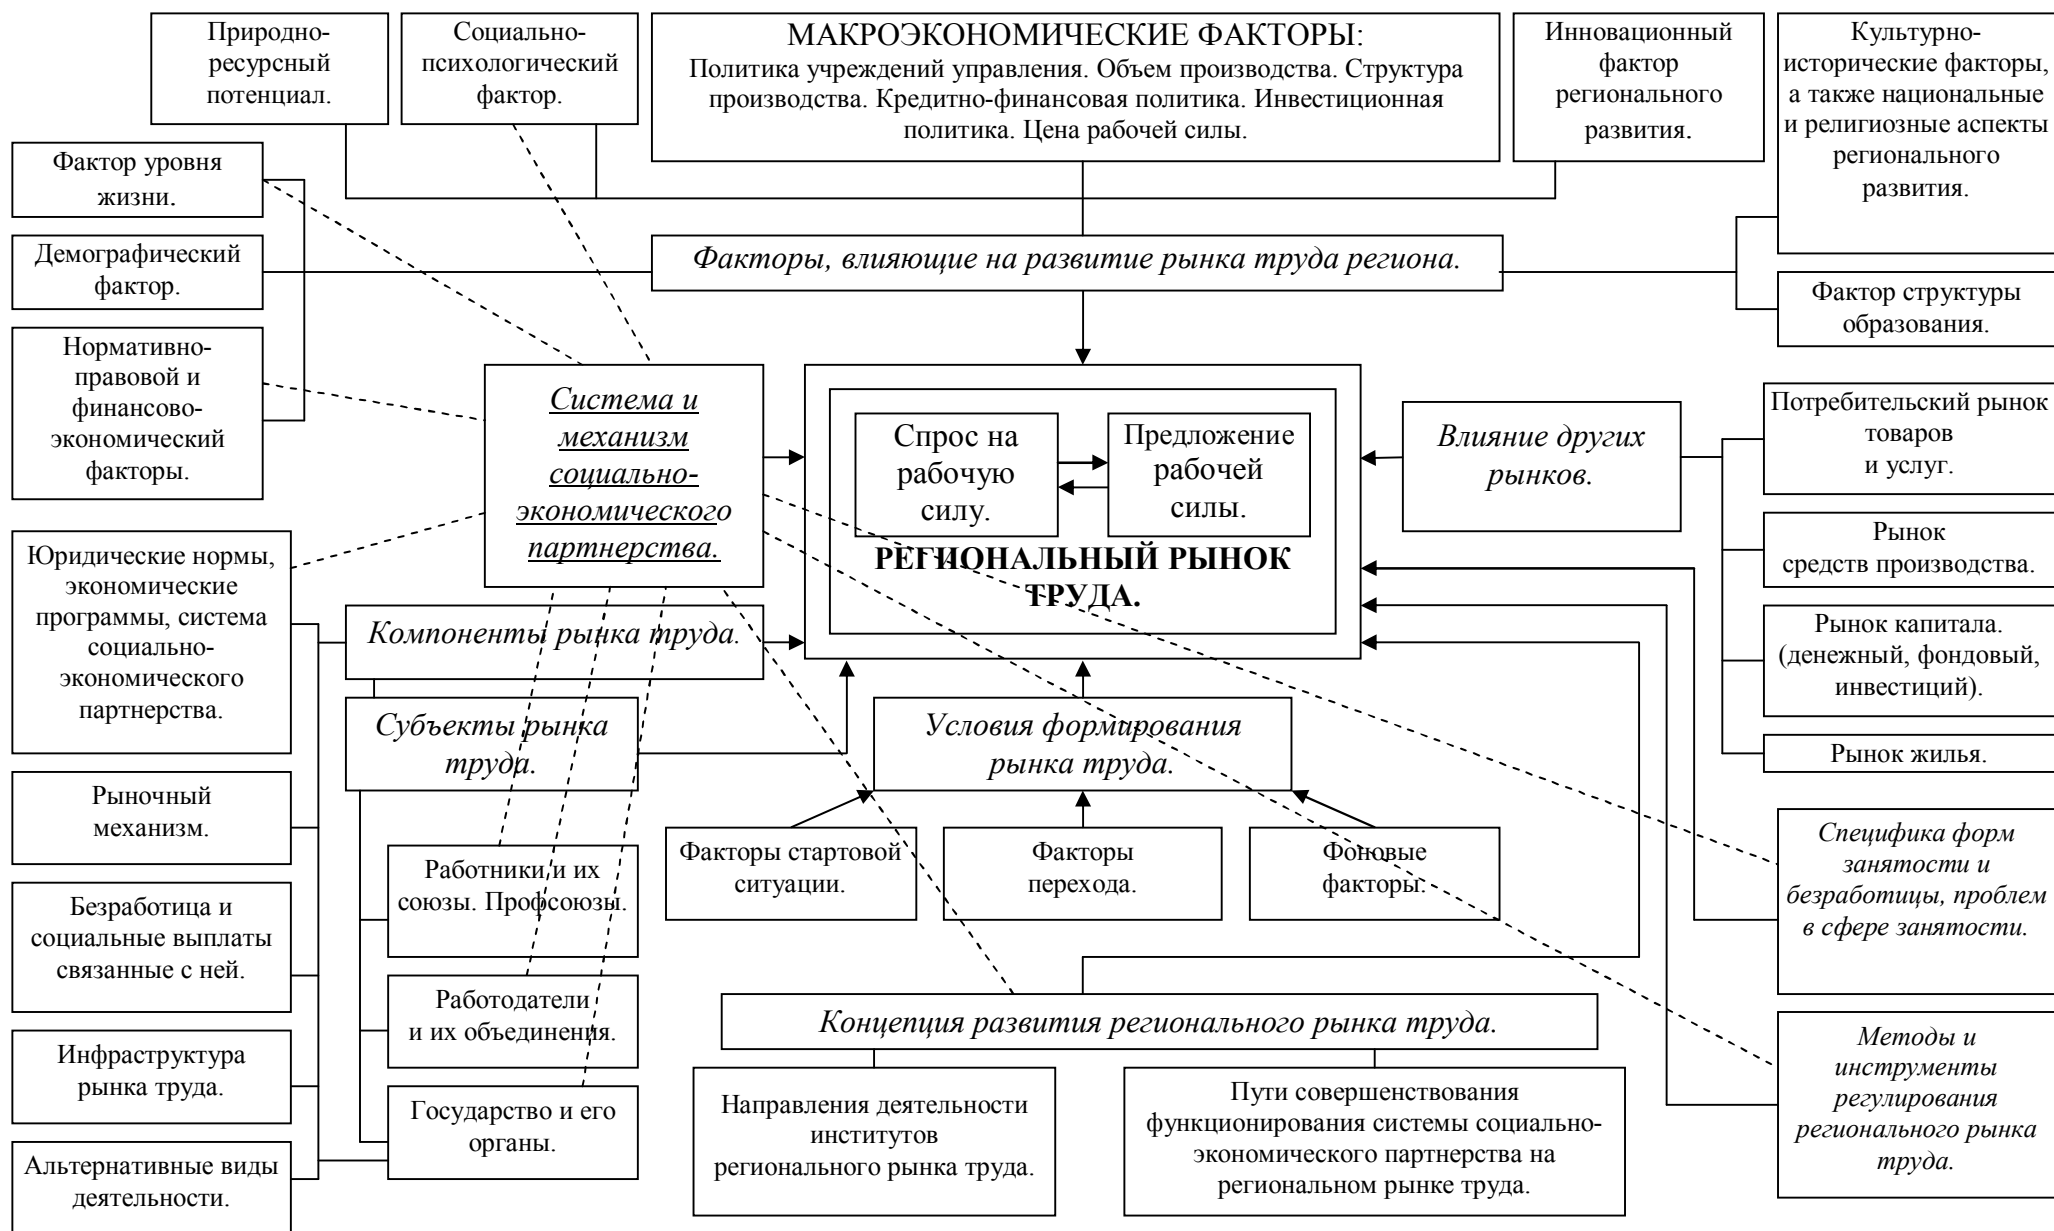 Природно-
ресурсный
потенциал.
Социально-
психологический
фактор.
МАКРОЭКОНОМИЧЕСКИЕ ФАКТОРЫ:
Политика учреждений управления. Объем производства. Структура
производства. Кредитно-финансовая политика. Инвестиционная
политика. Цена рабочей силы.
Инновационный
фактор
регионального
развития.
Культурно-
исторические факторы,
а также национальные
и религиозные аспекты
регионального
развития.
Фактор уровня
жизни.
Демографический
фактор.
Факторы, влияющие на развитие рынка труда региона.
Фактор структуры
образования.
Нормативно-
правовой и
финансово-
экономический
факторы.
Система и
механизм
социально-
экономического
партнерства.
Спрос на
рабочую
силу.
Предложение
рабочей
силы.
РЕГИОНАЛЬНЫЙ РЫНОК
ТРУДА.
Влияние других
рынков.
Потребительский рынок
товаров
и услуг.
Рынок
средств производства.
Рынок капитала.
(денежный, фондовый,
инвестиций).
Рынок жилья.
Юридические нормы,
экономические
программы, система
социально-
экономического
партнерства.
Компоненты рынка труда.
Субъекты рынка
труда.
Условия формирования
рынка труда.
Рыночный
механизм.
Безработица и
социальные выплаты
связанные с ней.
Инфраструктура
рынка труда.
Альтернативные виды
деятельности.
Работники и их
союзы. Профсоюзы.
Работодатели
и их объединения.
Государство и его
органы.
Факторы стартовой
ситуации.
Факторы
перехода.
Фоновые
факторы.
Специфика форм
занятости и
безработицы, проблем
в сфере занятости.
Концепция развития регионального рынка труда.
Направления деятельности
институтов
регионального рынка труда.
Пути совершенствования
функционирования системы социально-
экономического партнерства на
региональном рынке труда.
Методы и
инструменты
регулирования
регионального рынка
труда.